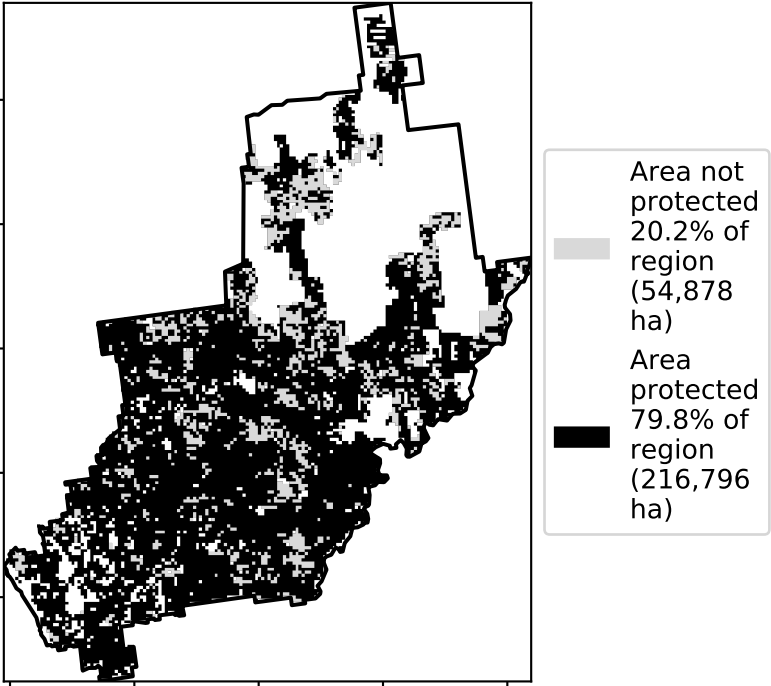 Area not
protected
20.2% of
region
(54,878
ha)
Area
protected
79.8% of
region
(216,796
ha)